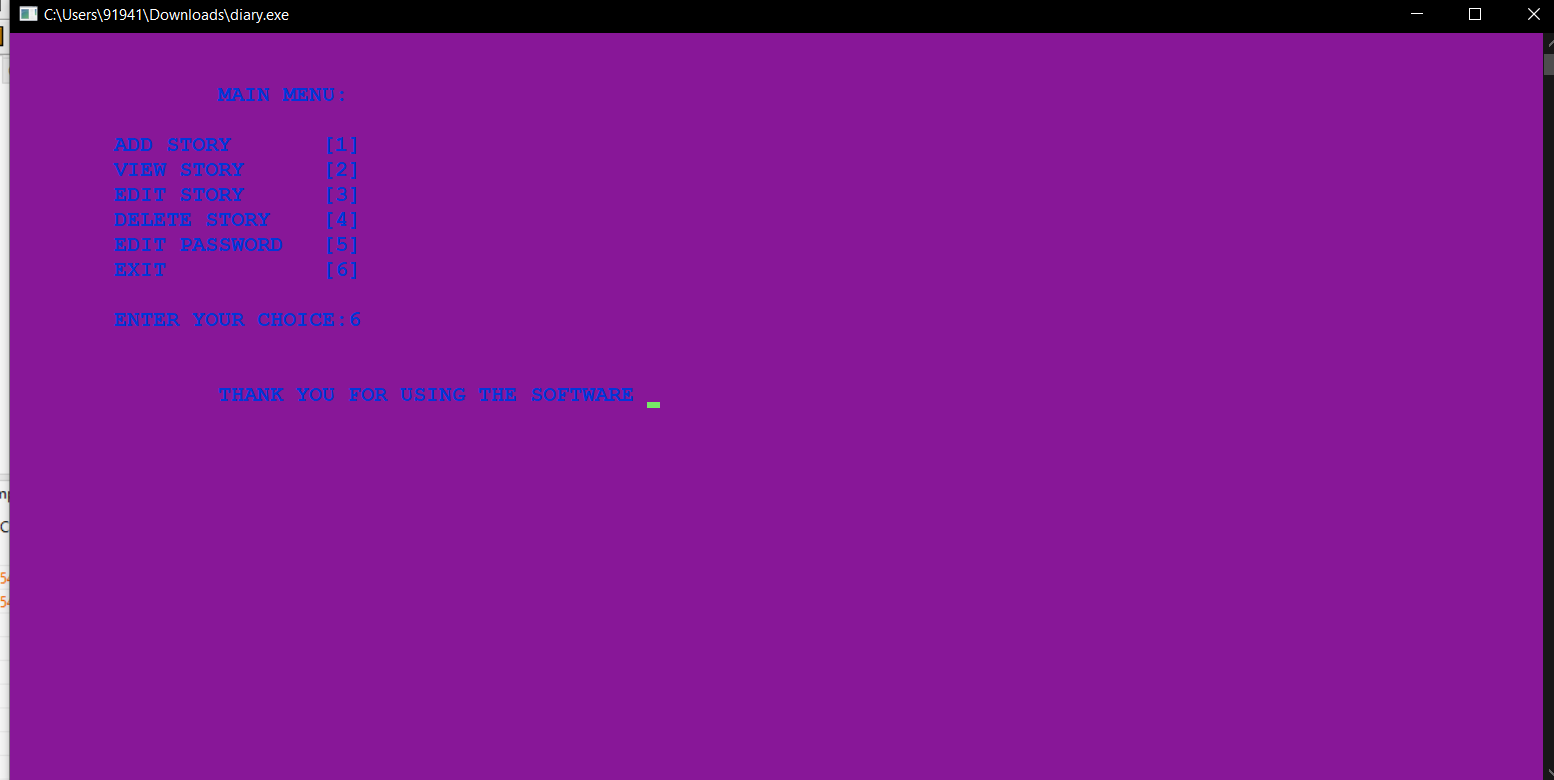 C:\Users\91941\Downloads\diary.exe
MAIN MENU:
ADD STORY [1]
VIEW STORY [2]
EDIT STORY [3]
DELETE STORY [4]
EDIT PASSWORD [5]
EXIT [6]
ENTER YOUR CHOICE:6
THANK YOU FOR USING THE SOFTWARE